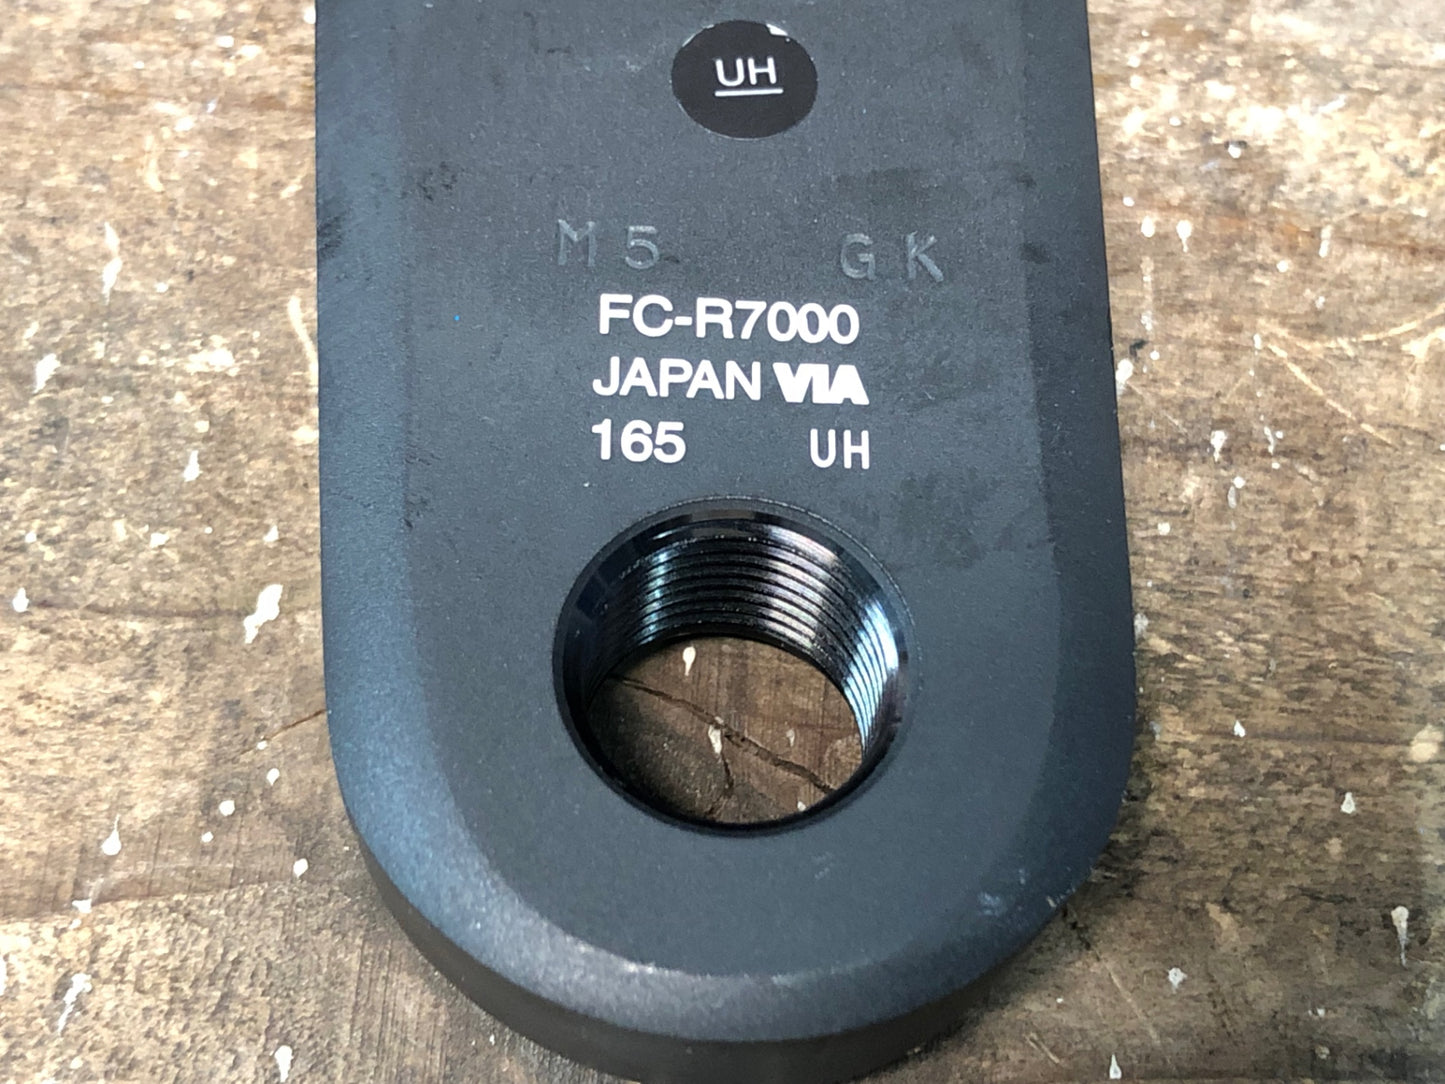 UH
M5 GK
FC-R7000
JAPAN VIA
165 UH